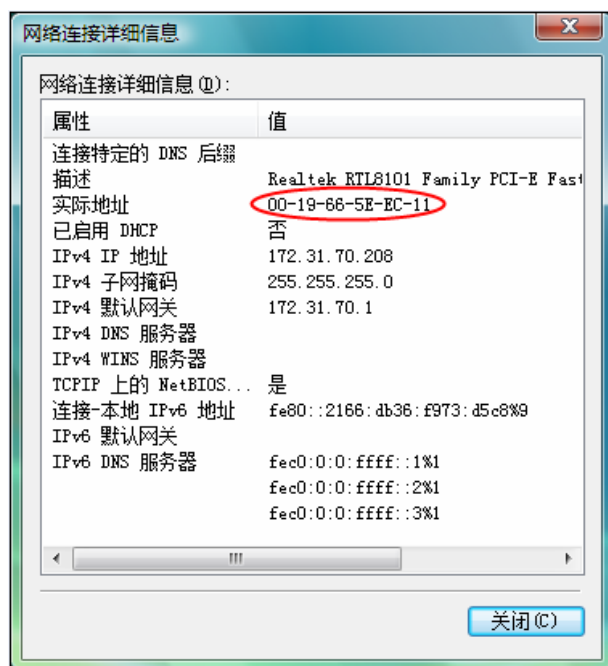 网络连接详细信息
网络连接详细信息(D):
属性 值
连接特定的 DNS 后缀
描述 Realtek RTL8101 Family PCI-E Fast
实际地址 00-19-66-5E-EC-11
已启用 DHCP 否
IPv4 IP 地址 172.31.70.208
IPv4 子网掩码 255.255.255.0
IPv4 默认网关 172.31.70.1
IPv4 DNS 服务器
IPv4 WINS 服务器
TCPIP 上的 NetBIOS... 是
连接-本地 IPv6 地址 fe80::2166:db36:f973:d5c8%9
IPv6 默认网关
IPv6 DNS 服务器 fec0:0:0:ffff::1%1
fec0:0:0:ffff::2%1
fec0:0:0:ffff::3%1
关闭(C)